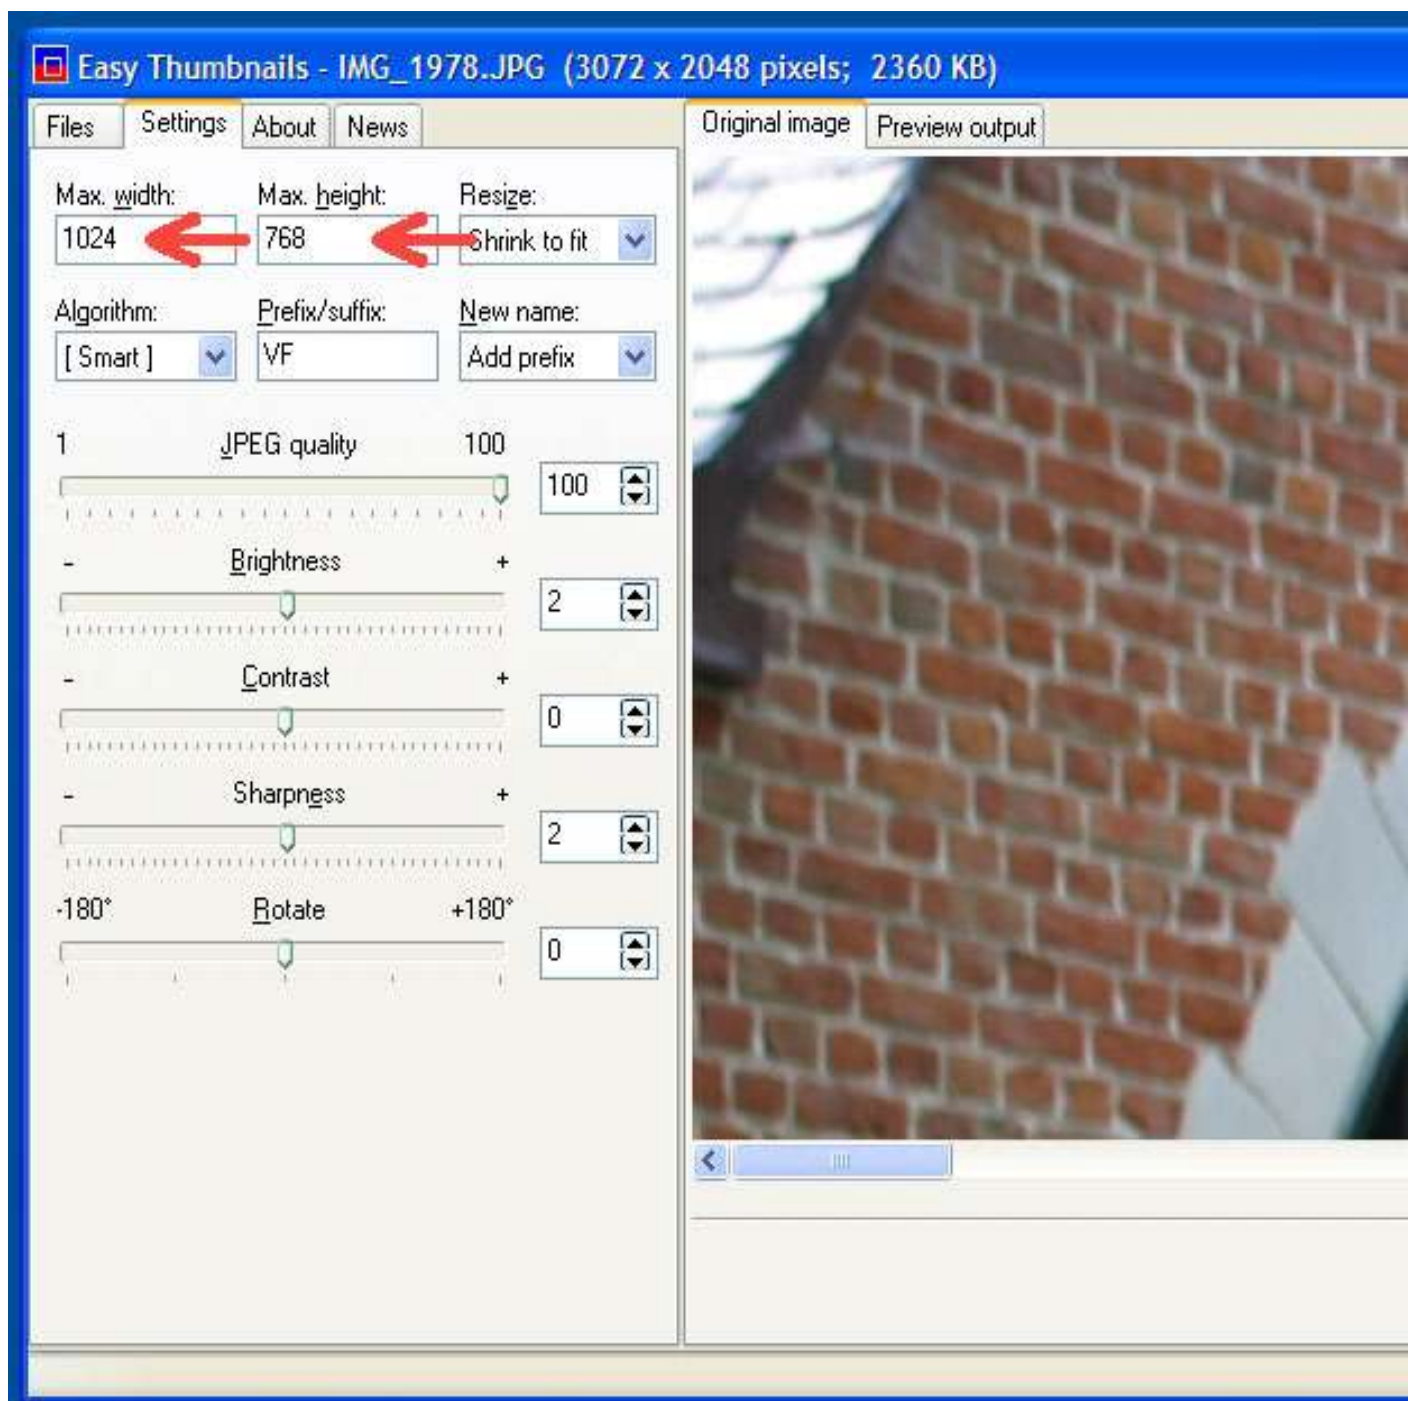 Easy Thumbnails - IMG_1978.JPG (3072 x 2048 pixels; 2360 KB)
Files Settings About News
Original image Preview output
Max. width: Max. height: Resize:
1024 768 Shrink to fit
Algorithm: Prefix/suffix: New name:
[ Smart ] VF Add prefix
1 JPEG quality 100
100
- Brightness +
2
- Contrast +
0
- Sharpness +
2
-180° Rotate +180°
0